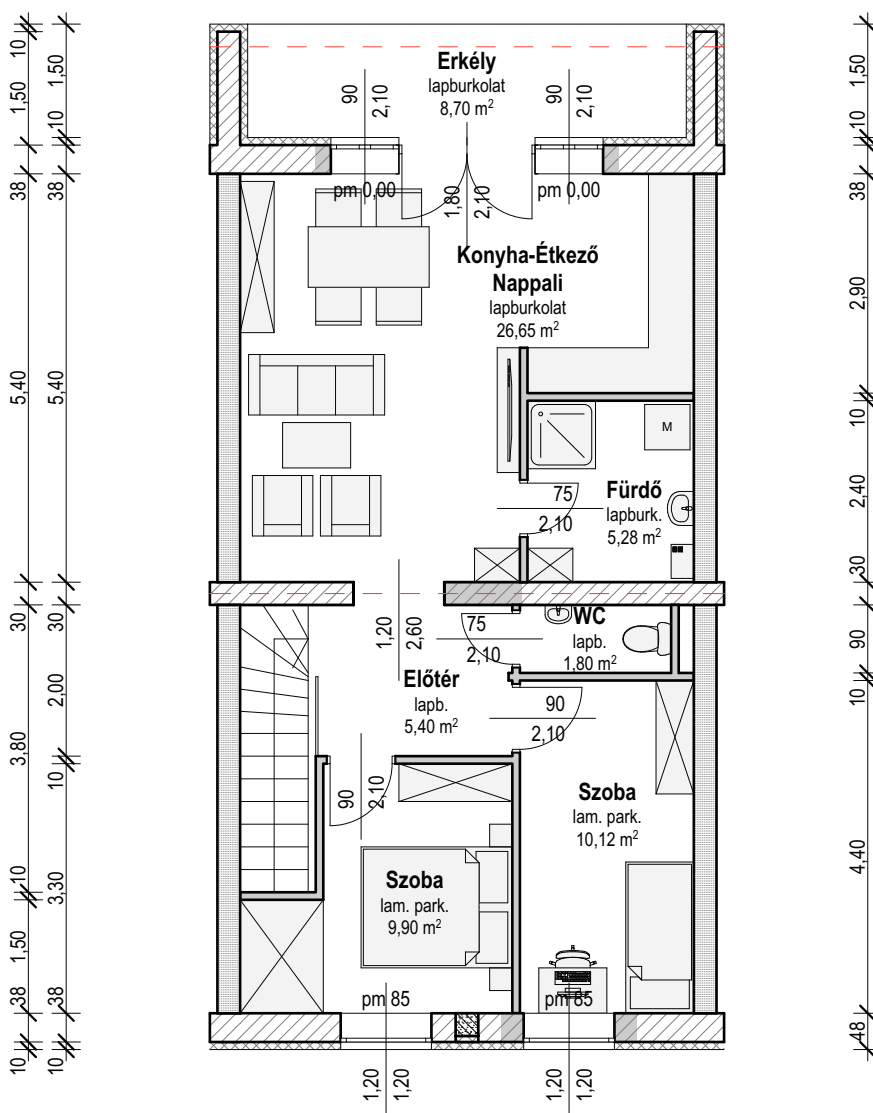 Erkély
lapburkolat
8,70 m²
90
2,10
90
2,10
pm 0,00
1,80
2,10
pm 0,00
Konyha-Étkező
Nappali
lapburkolat
26,65 m²
M
Fürdő
lapburk.
5,28 m²
75
2,10
1,20
2,60
75
2,10
WC
lapb.
1,80 m²
Előtér
lapb.
5,40 m²
90
2,10
90
2,10
Szoba
lam. park.
10,12 m²
Szoba
lam. park.
9,90 m²
pm 85
pm 85
1,20
1,20
1,20
1,20
10
1,50
38
5,40
30
3,80
10
1,50
38
10
1,50
10
38
5,40
30
2,00
10
3,30
38
10
1,50
10
38
2,90
10
2,40
30
90
10
4,40
48